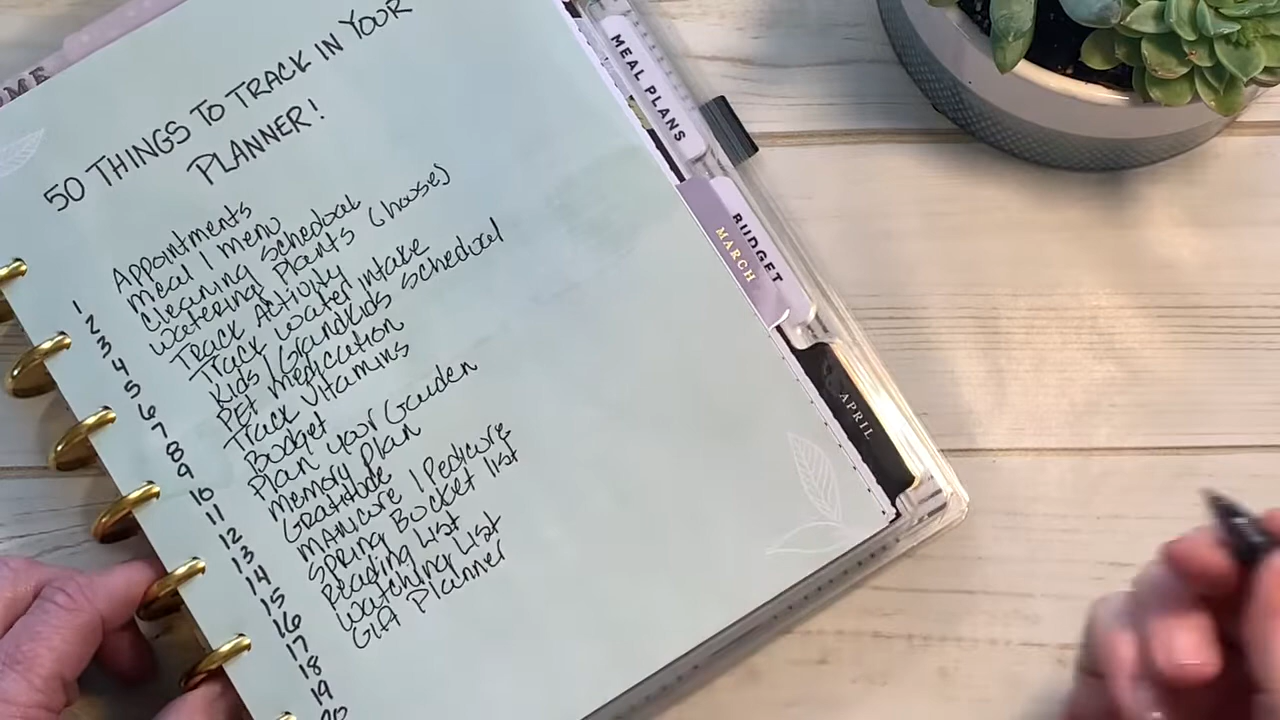 50 THINGS TO TRACK IN YOUR
PLANNER!
1 Appointments
2 Meal / menu
3 Cleaning schedual
4 Watering Plants (house)
5 Track Activity
6 Track water intake
7 Kids / Grandkids schedual
8 PET medication
9 Track Vitamins
10 Budget
11 Plan your Garden
12 Memory Plan
13 Gratitude
14 MANicure / Pedicure
15 SPRING Bucket list
16 Reading List
17 Watching List
18 Gift Planner
19
20
MEAL PLANS
BUDGET
MARCH
APRIL